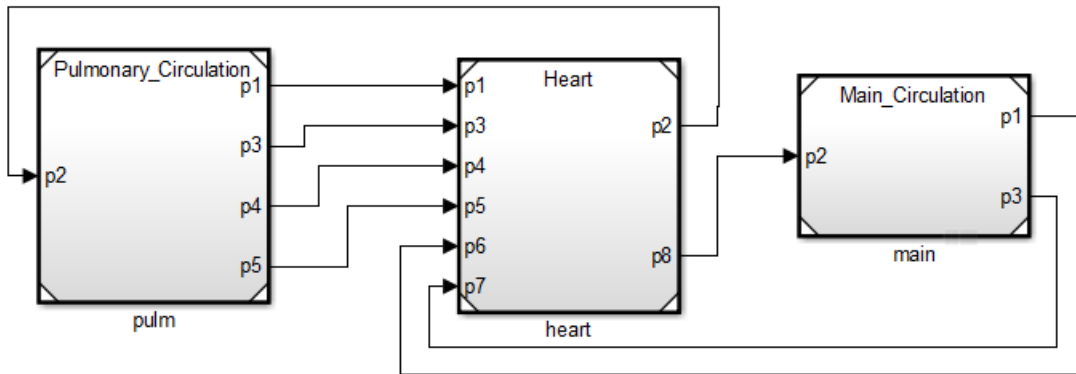 Pulmonary_Circulation
p1
p3
p2
p4
p5
pulm
Heart
p1
p3
p2
p4
p5
p6
p8
p7
heart
Main_Circulation
p1
p2
p3
main